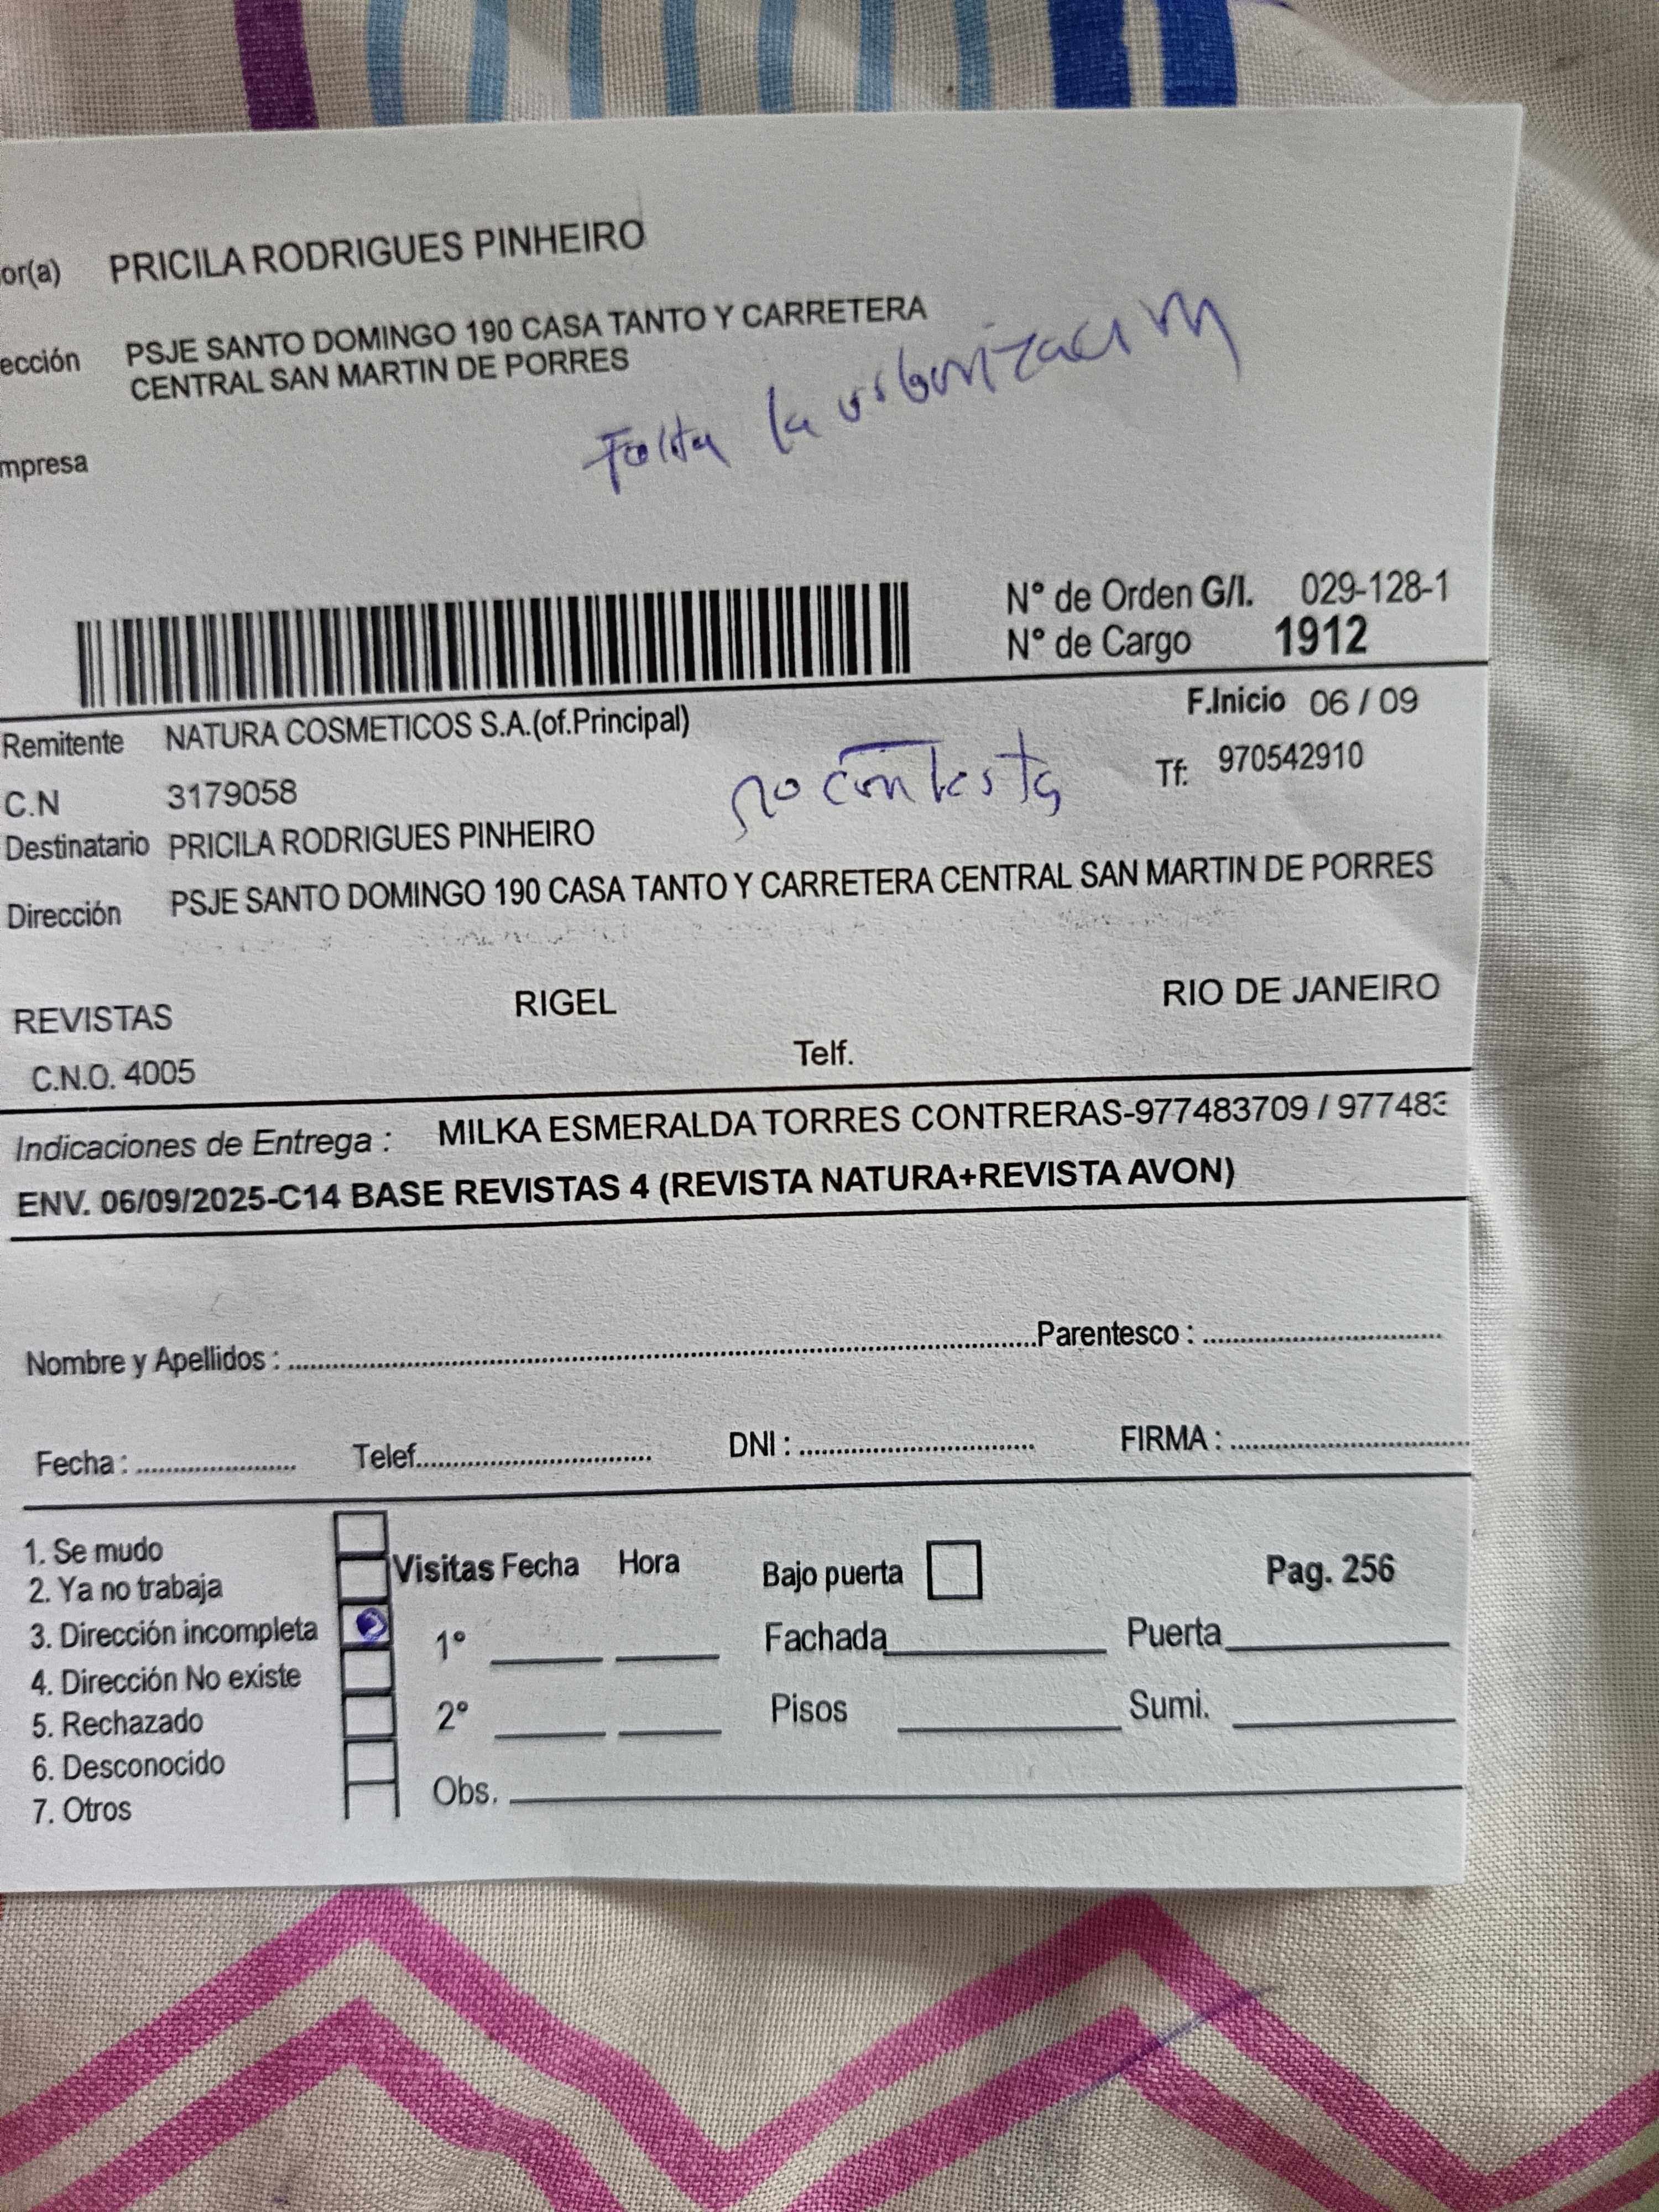 or(a) PRICILA RODRIGUES PINHEIRO
ección PSJE SANTO DOMINGO 190 CASA TANTO Y CARRETERA
CENTRAL SAN MARTIN DE PORRES
mpresa
Falta la urbanización
N° de Orden G/I. 029-128-1
N° de Cargo 1912
F.Inicio 06 / 09
Remitente NATURA COSMETICOS S.A.(of.Principal)
Tf: 970542910
C.N 3179058
no contesta
Destinatario PRICILA RODRIGUES PINHEIRO
Dirección PSJE SANTO DOMINGO 190 CASA TANTO Y CARRETERA CENTRAL SAN MARTIN DE PORRES
REVISTAS RIGEL RIO DE JANEIRO
C.N.O. 4005 Telf.
Indicaciones de Entrega : MILKA ESMERALDA TORRES CONTRERAS-977483709 / 97748
ENV. 06/09/2025-C14 BASE REVISTAS 4 (REVISTA NATURA+REVISTA AVON)
Nombre y Apellidos : Parentesco :
Fecha : Telef. DNI : FIRMA :
1. Se mudo
2. Ya no trabaja
3. Dirección incompleta
4. Dirección No existe
5. Rechazado
6. Desconocido
7. Otros
Visitas Fecha Hora Bajo puerta Pag. 256
1° Fachada Puerta
2° Pisos Sumi.
Obs.